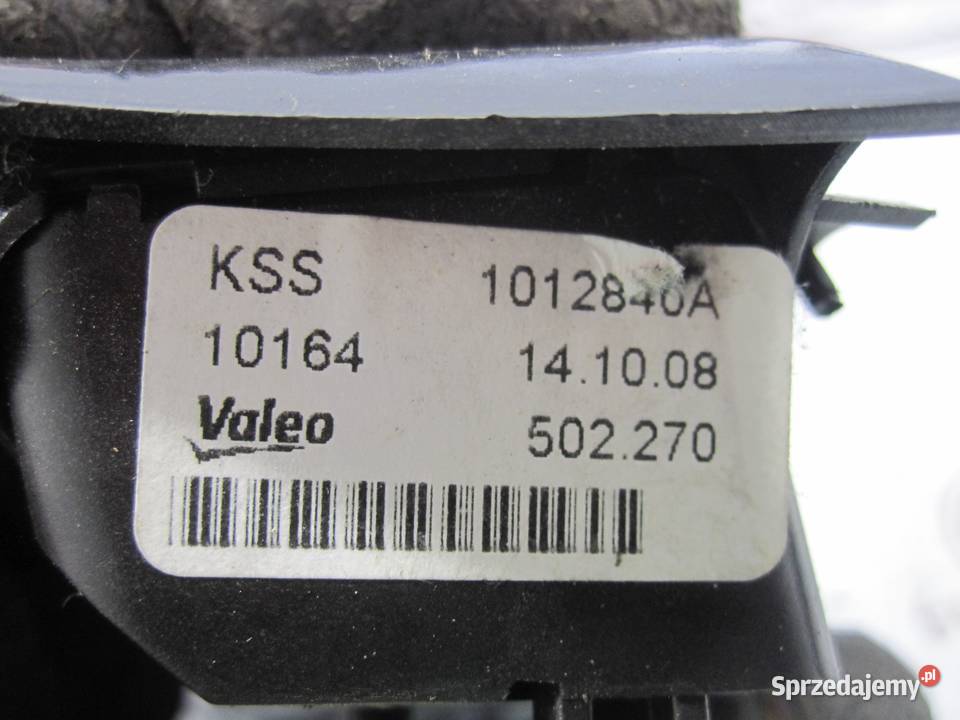 KSS 1012840A
10164 14.10.08
Valeo 502.270
Sprzedajemy.pl